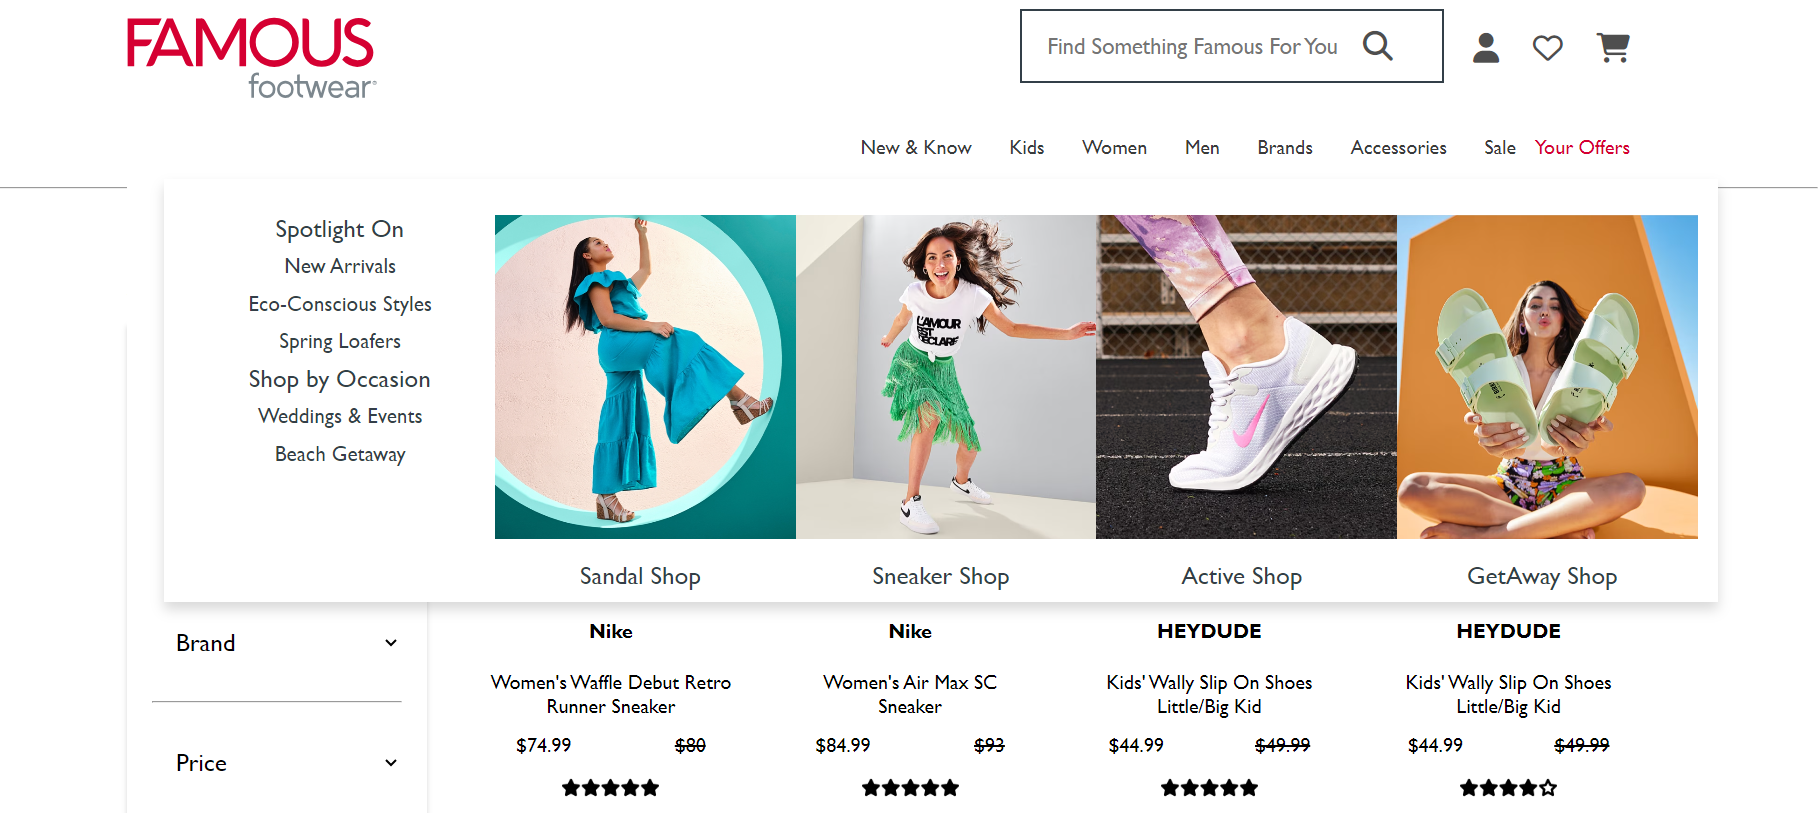 FAMOUS
footwear
Find Something Famous For You
New & Know Kids Women Men Brands Accessories Sale Your Offers
Spotlight On
New Arrivals
Eco-Conscious Styles
Spring Loafers
Shop by Occasion
Weddings & Events
Beach Getaway
L'AMOUR
EST
DECLARE
Sandal Shop
Sneaker Shop
Active Shop
GetAway Shop
Brand
Price
Nike
Women's Waffle Debut Retro
Runner Sneaker
$74.99 $80
Nike
Women's Air Max SC
Sneaker
$84.99 $93
HEYDUDE
Kids' Wally Slip On Shoes
Little/Big Kid
$44.99 $49.99
HEYDUDE
Kids' Wally Slip On Shoes
Little/Big Kid
$44.99 $49.99